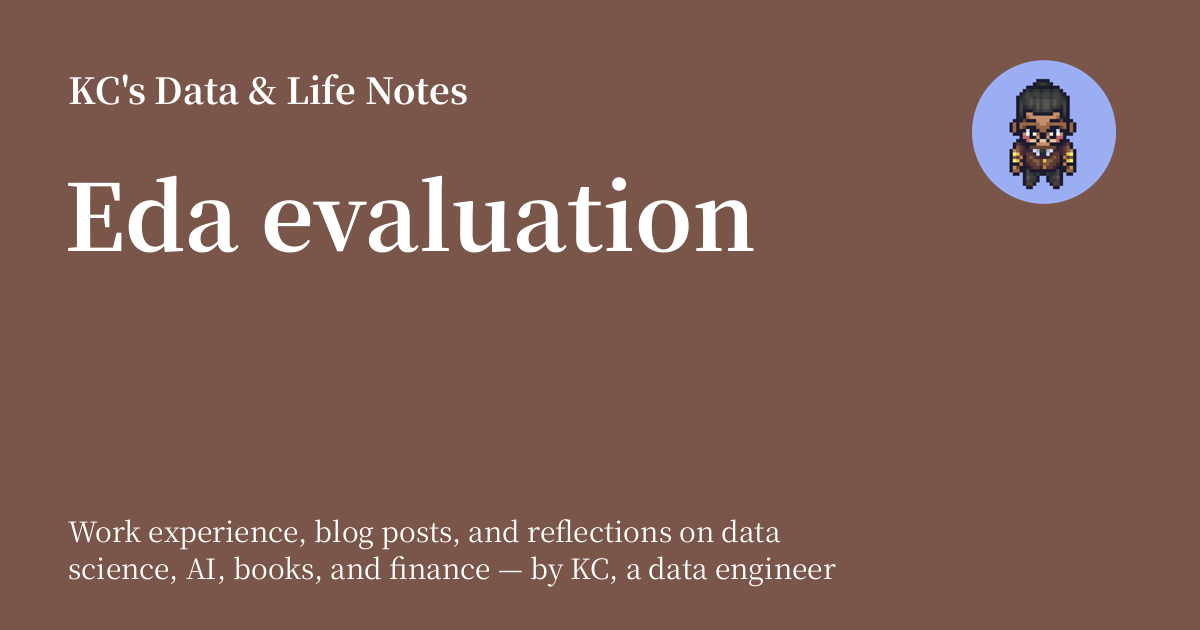 KC's Data & Life Notes
Eda evaluation
Work experience, blog posts, and reflections on data
science, AI, books, and finance — by KC, a data engineer